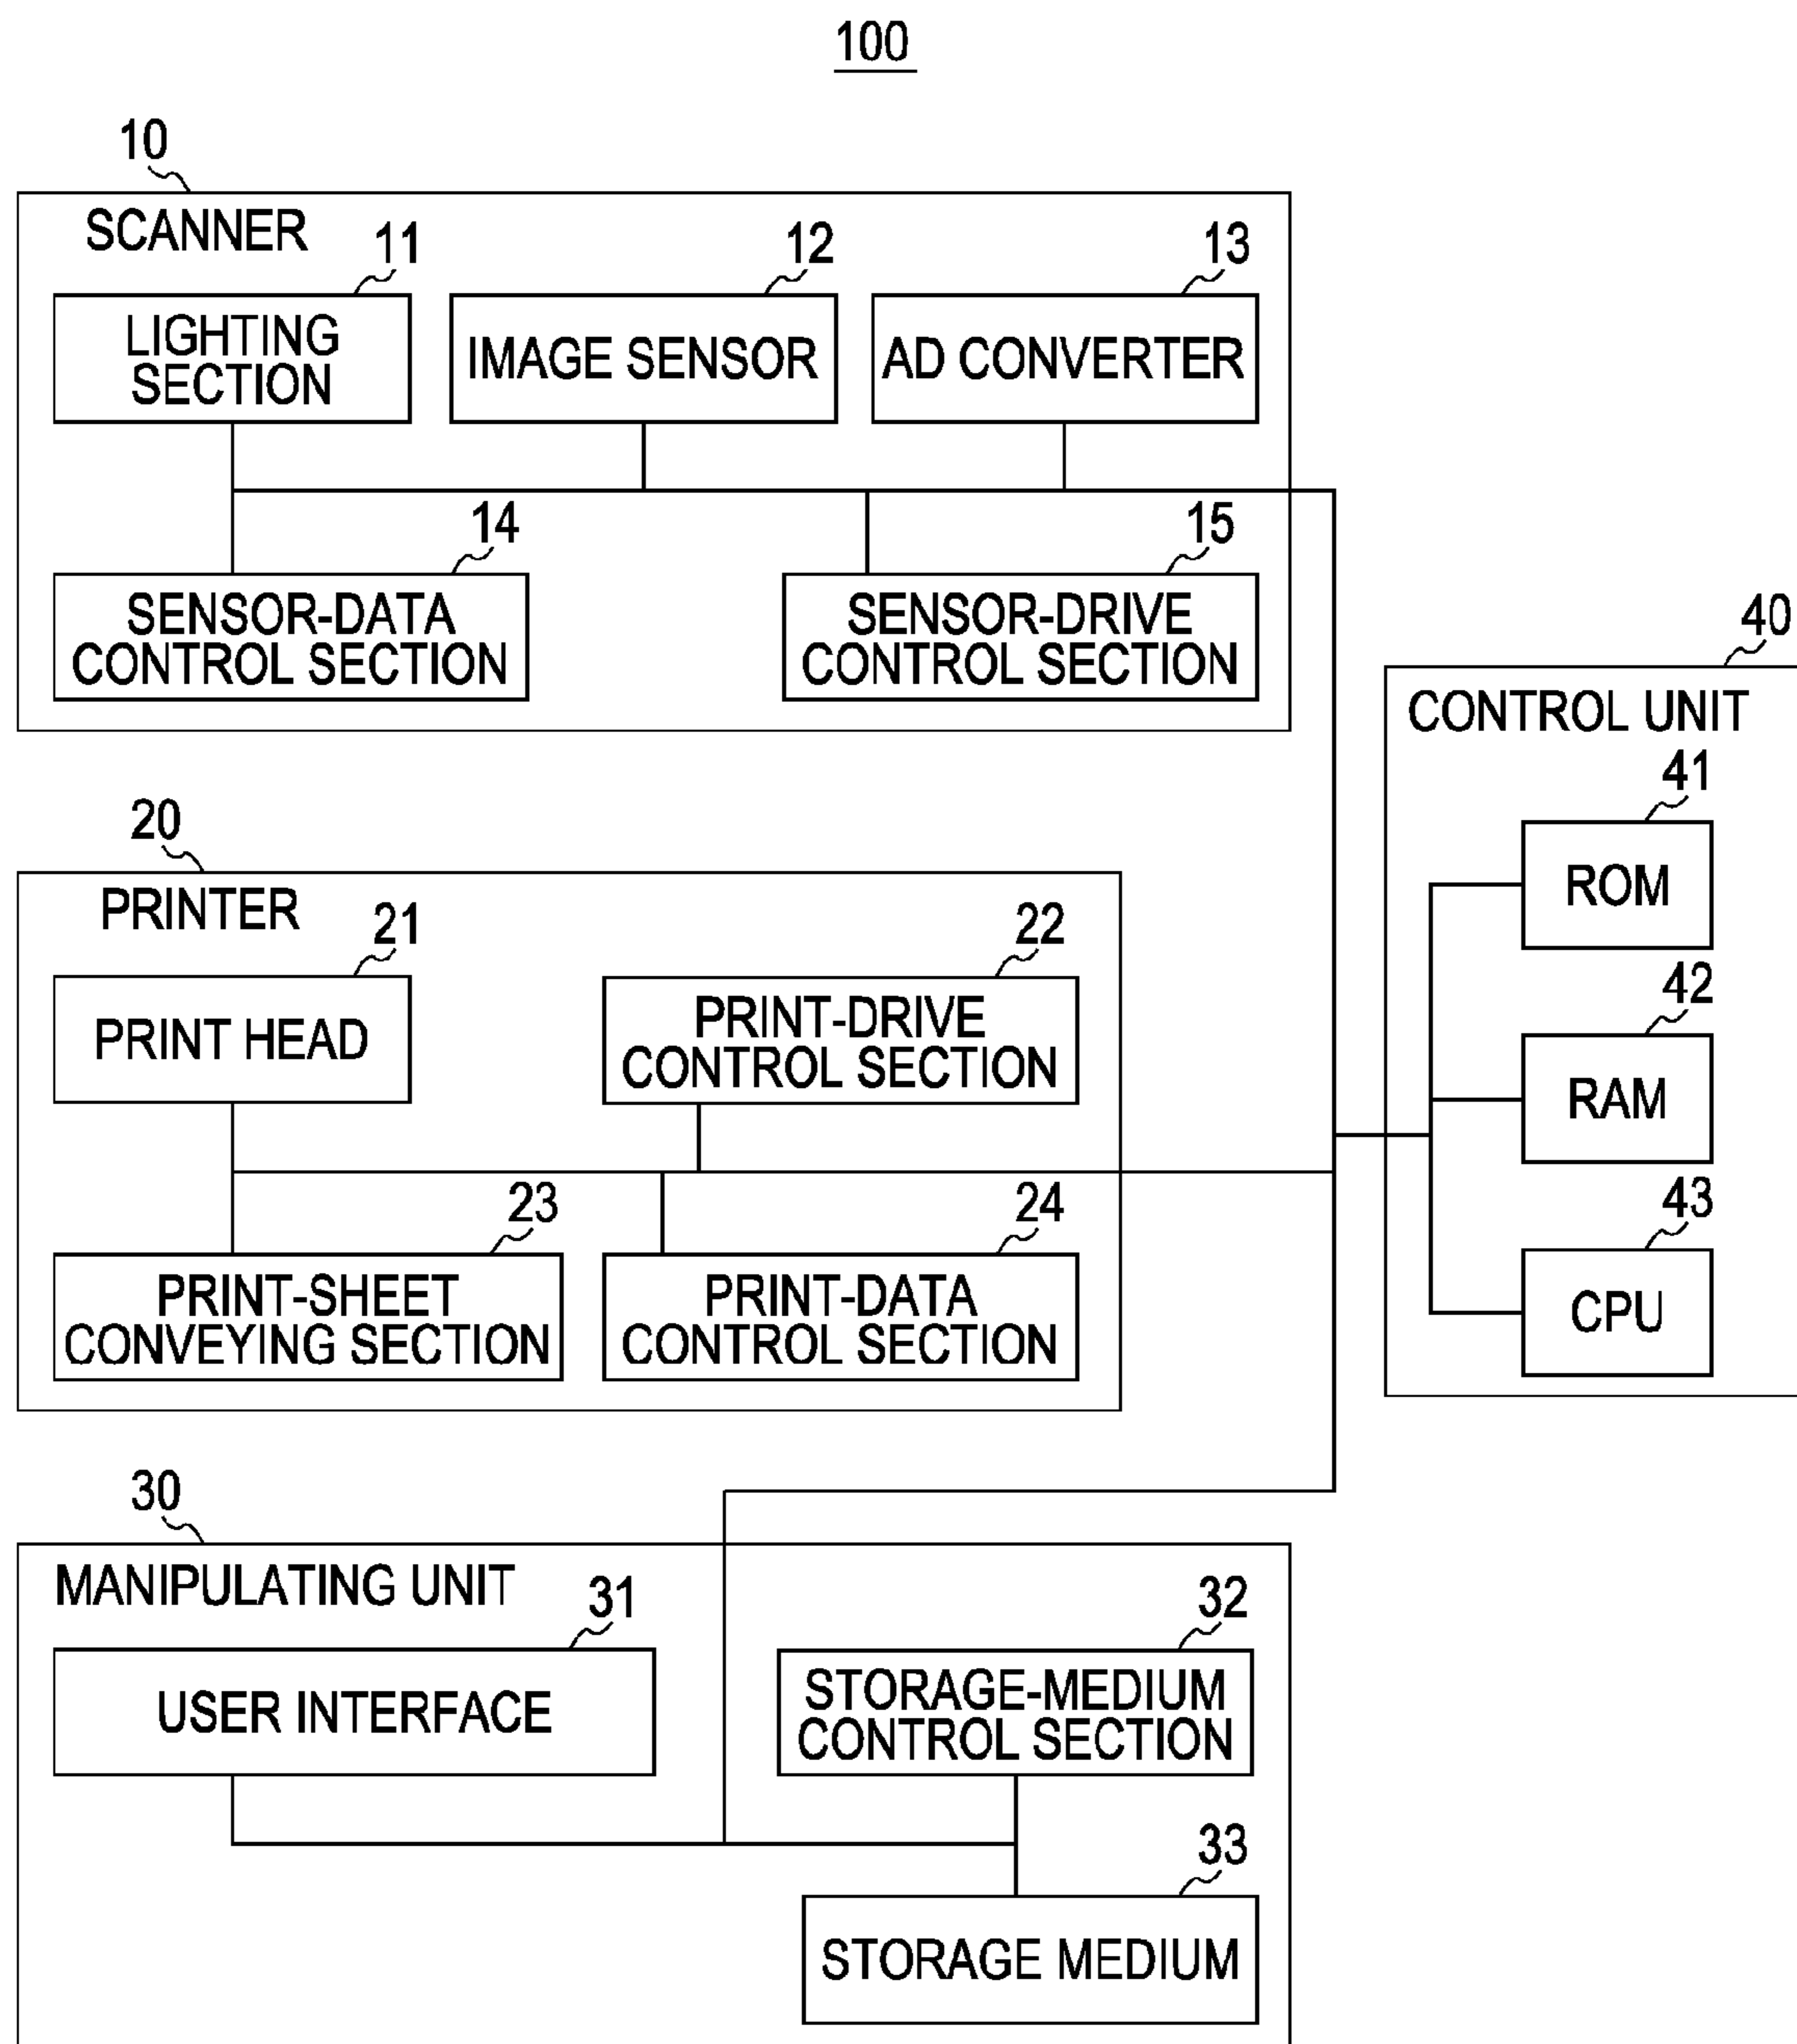 100
10
SCANNER
11
12
13
LIGHTING
SECTION
IMAGE SENSOR
AD CONVERTER
14
15
SENSOR-DATA
CONTROL SECTION
SENSOR-DRIVE
CONTROL SECTION
20
PRINTER
21
22
PRINT HEAD
PRINT-DRIVE
CONTROL SECTION
23
24
PRINT-SHEET
CONVEYING SECTION
PRINT-DATA
CONTROL SECTION
30
MANIPULATING UNIT
31
32
USER INTERFACE
STORAGE-MEDIUM
CONTROL SECTION
33
STORAGE MEDIUM
40
CONTROL UNIT
41
ROM
42
RAM
43
CPU